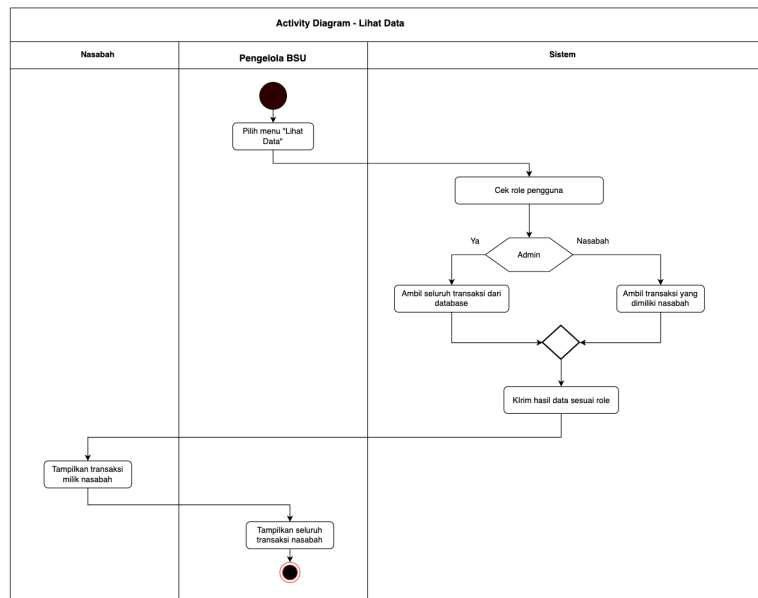 Activity Diagram - Lihat Data
Nasabah
Pengelola BSU
Sistem
Pilih menu "Lihat
Data"
Cek role pengguna
Ya
Admin
Nasabah
Ambil seluruh transaksi dari
database
Ambil transaksi yang
dimiliki nasabah
KIrim hasil data sesuai role
Tampilkan transaksi
milik nasabah
Tampilkan seluruh
transaksi nasabah